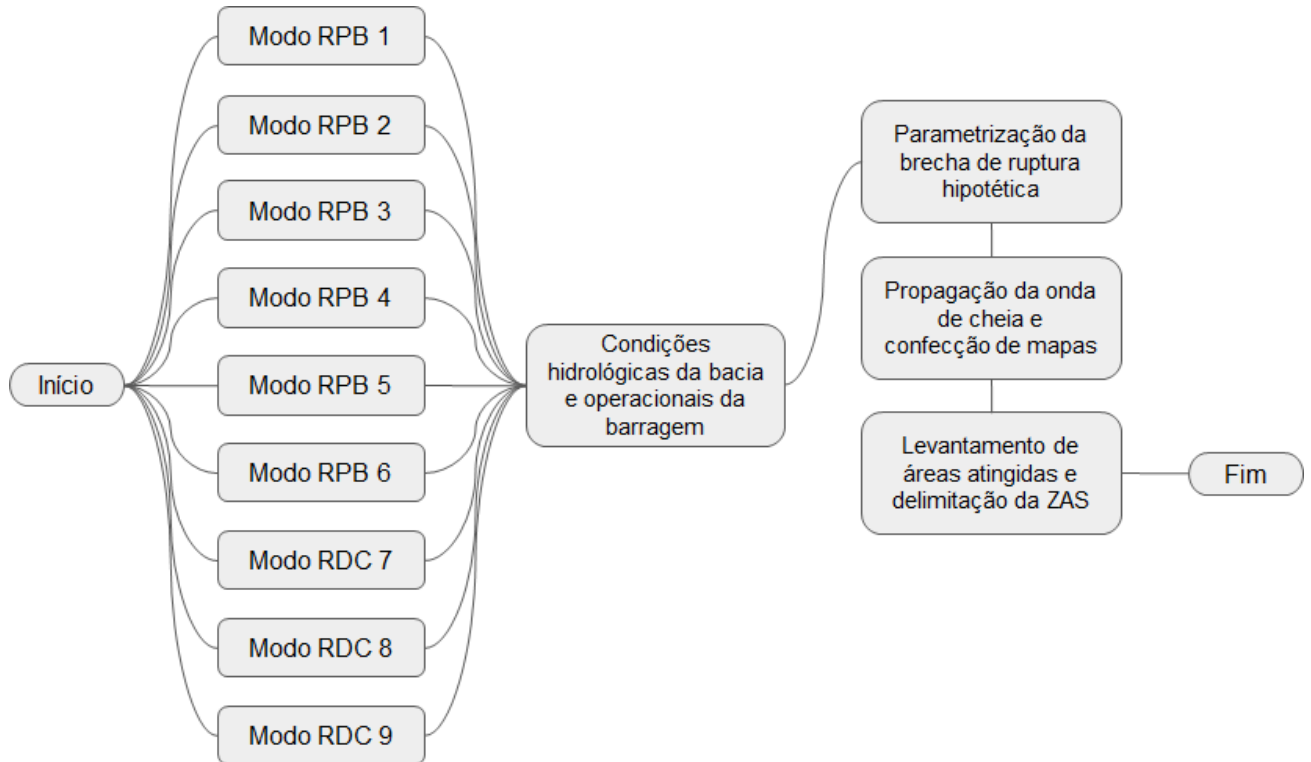 Início
Modo RPB 1
Modo RPB 2
Modo RPB 3
Modo RPB 4
Modo RPB 5
Modo RPB 6
Modo RDC 7
Modo RDC 8
Modo RDC 9
Condições
hidrológicas da bacia
e operacionais da
barragem
Parametrização da
brecha de ruptura
hipotética
Propagação da onda
de cheia e
confecção de mapas
Levantamento de
áreas atingidas e
delimitação da ZAS
Fim